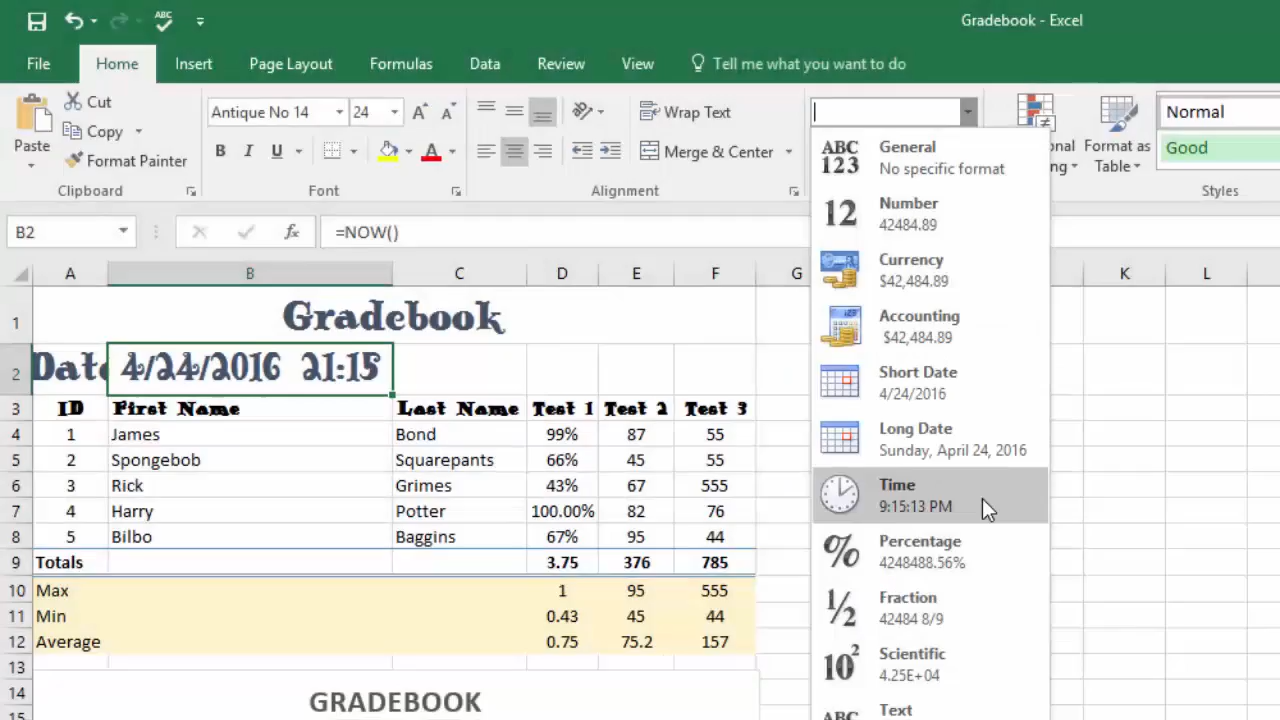 ABC
Gradebook - Excel
File Home Insert Page Layout Formulas Data Review View Tell me what you want to do
Paste
Cut
Copy
Format Painter
Clipboard
Antique No 14 24
B I U A
Font
Wrap Text
Merge & Center
Alignment
Format as
Table
Normal
Good
Styles
B2 fx =NOW()
A B C D E F G K L
1 Gradebook
2 Date 4/24/2016 21:15
3 ID First Name Last Name Test 1 Test 2 Test 3
4 1 James Bond 99% 87 55
5 2 Spongebob Squarepants 66% 45 55
6 3 Rick Grimes 43% 67 555
7 4 Harry Potter 100.00% 82 76
8 5 Bilbo Baggins 67% 95 44
9 Totals 3.75 376 785
10 Max 1 95 555
11 Min 0.43 45 44
12 Average 0.75 75.2 157
13
14 GRADEBOOK
15
ABC
123
General
No specific format
12
Number
42484.89
Currency
$42,484.89
Accounting
$42,484.89
Short Date
4/24/2016
Long Date
Sunday, April 24, 2016
Time
9:15:13 PM
%
Percentage
4248488.56%
½
Fraction
42484 8/9
10²
Scientific
4.25E+04
ABC
Text